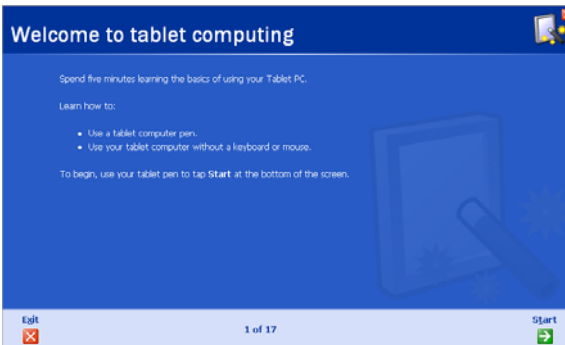 Welcome to tablet computing
Spend five minutes learning the basics of using your Tablet PC.
Learn how to:
• Use a tablet computer pen.
• Use your tablet computer without a keyboard or mouse.
To begin, use your tablet pen to tap Start at the bottom of the screen.
Exit
1 of 17
Start